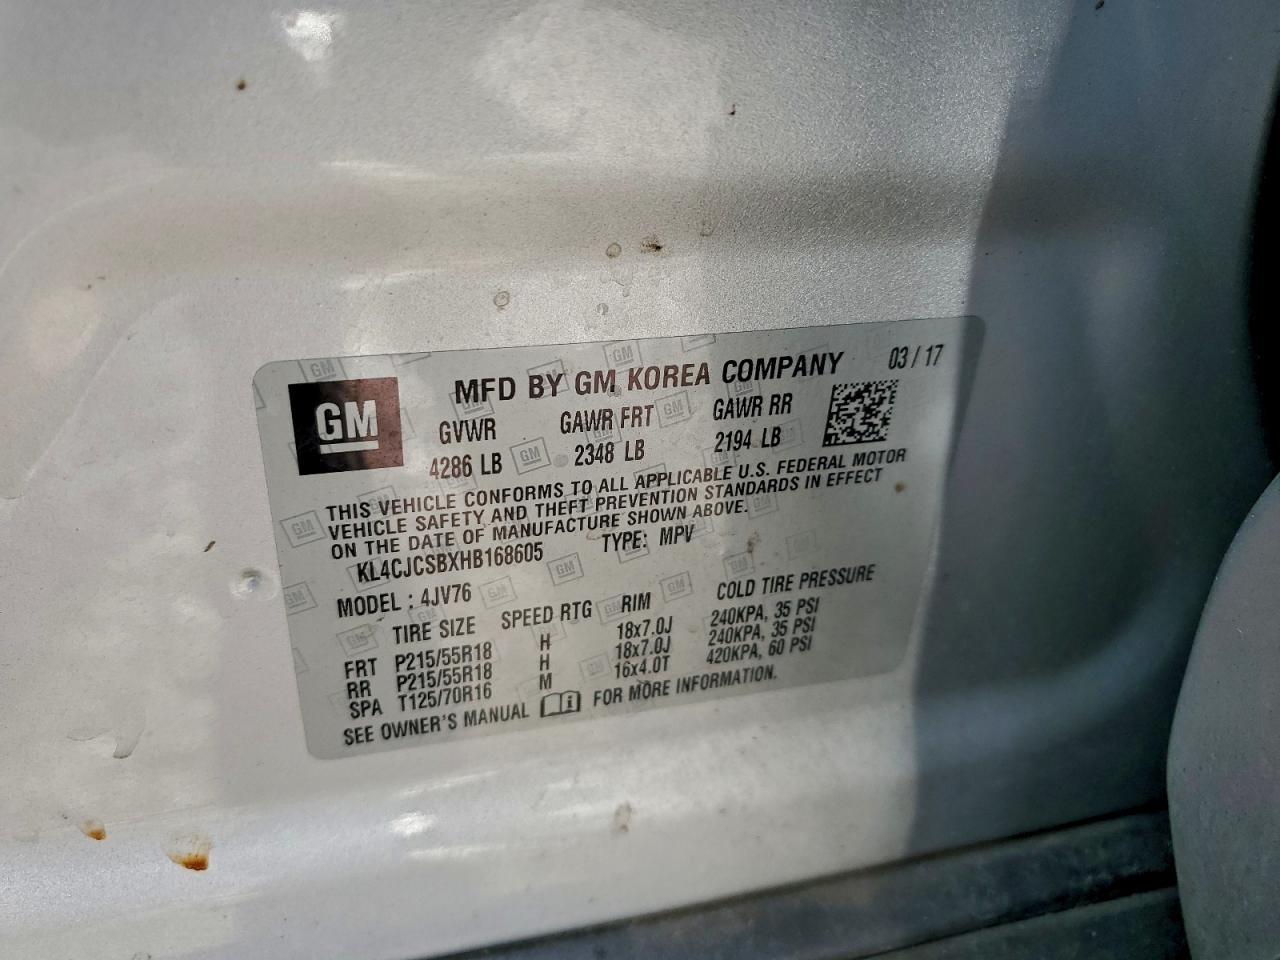 GM
MFD BY GM KOREA COMPANY 03/17
GVWR GAWR FRT GAWR RR
4286 LB 2348 LB 2194 LB
THIS VEHICLE CONFORMS TO ALL APPLICABLE U.S. FEDERAL MOTOR
VEHICLE SAFETY AND THEFT PREVENTION STANDARDS IN EFFECT
ON THE DATE OF MANUFACTURE SHOWN ABOVE.
KL4CJCSBXHB168605 TYPE: MPV
MODEL : 4JV76
TIRE SIZE SPEED RTG RIM COLD TIRE PRESSURE
FRT P215/55R18 H 18x7.0J 240KPA, 35 PSI
RR P215/55R18 H 18x7.0J 240KPA, 35 PSI
SPA T125/70R16 M 16x4.0T 420KPA, 60 PSI
SEE OWNER'S MANUAL FOR MORE INFORMATION.